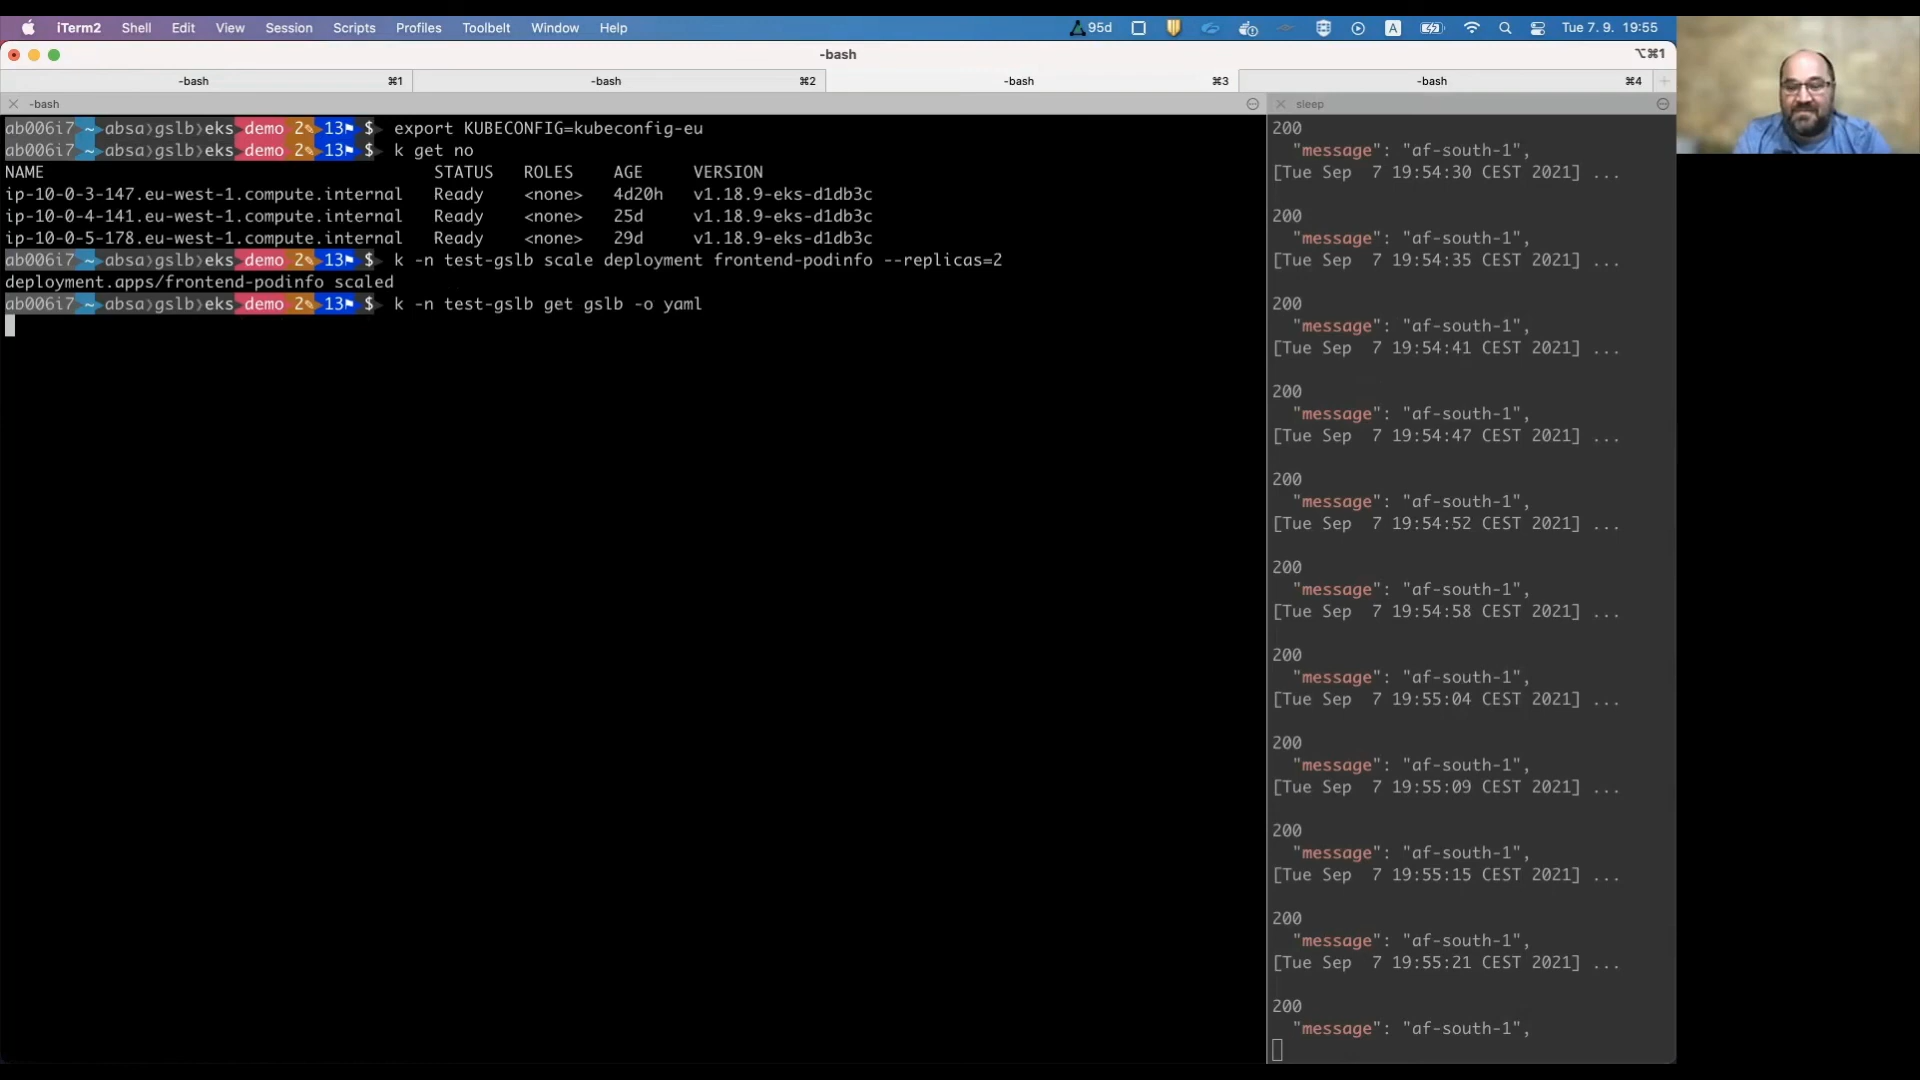 iTerm2 Shell Edit View Session Scripts Profiles Toolbelt Window Help 95d A Tue 7. 9. 19:55
-bash ⌥⌘1
-bash ⌘1 -bash ⌘2 -bash ⌘3 -bash ⌘4
-bash
ab006i7 ~ absa gslb eks demo 2✎ 13⚑ $ export KUBECONFIG=kubeconfig-eu
ab006i7 ~ absa gslb eks demo 2✎ 13⚑ $ k get no
NAME STATUS ROLES AGE VERSION
ip-10-0-3-147.eu-west-1.compute.internal Ready <none> 4d20h v1.18.9-eks-d1db3c
ip-10-0-4-141.eu-west-1.compute.internal Ready <none> 25d v1.18.9-eks-d1db3c
ip-10-0-5-178.eu-west-1.compute.internal Ready <none> 29d v1.18.9-eks-d1db3c
ab006i7 ~ absa gslb eks demo 2✎ 13⚑ $ k -n test-gslb scale deployment frontend-podinfo --replicas=2
deployment.apps/frontend-podinfo scaled
ab006i7 ~ absa gslb eks demo 2✎ 13⚑ $ k -n test-gslb get gslb -o yaml
sleep
200
"message": "af-south-1",
[Tue Sep 7 19:54:30 CEST 2021] ...
200
"message": "af-south-1",
[Tue Sep 7 19:54:35 CEST 2021] ...
200
"message": "af-south-1",
[Tue Sep 7 19:54:41 CEST 2021] ...
200
"message": "af-south-1",
[Tue Sep 7 19:54:47 CEST 2021] ...
200
"message": "af-south-1",
[Tue Sep 7 19:54:52 CEST 2021] ...
200
"message": "af-south-1",
[Tue Sep 7 19:54:58 CEST 2021] ...
200
"message": "af-south-1",
[Tue Sep 7 19:55:04 CEST 2021] ...
200
"message": "af-south-1",
[Tue Sep 7 19:55:09 CEST 2021] ...
200
"message": "af-south-1",
[Tue Sep 7 19:55:15 CEST 2021] ...
200
"message": "af-south-1",
[Tue Sep 7 19:55:21 CEST 2021] ...
200
"message": "af-south-1",